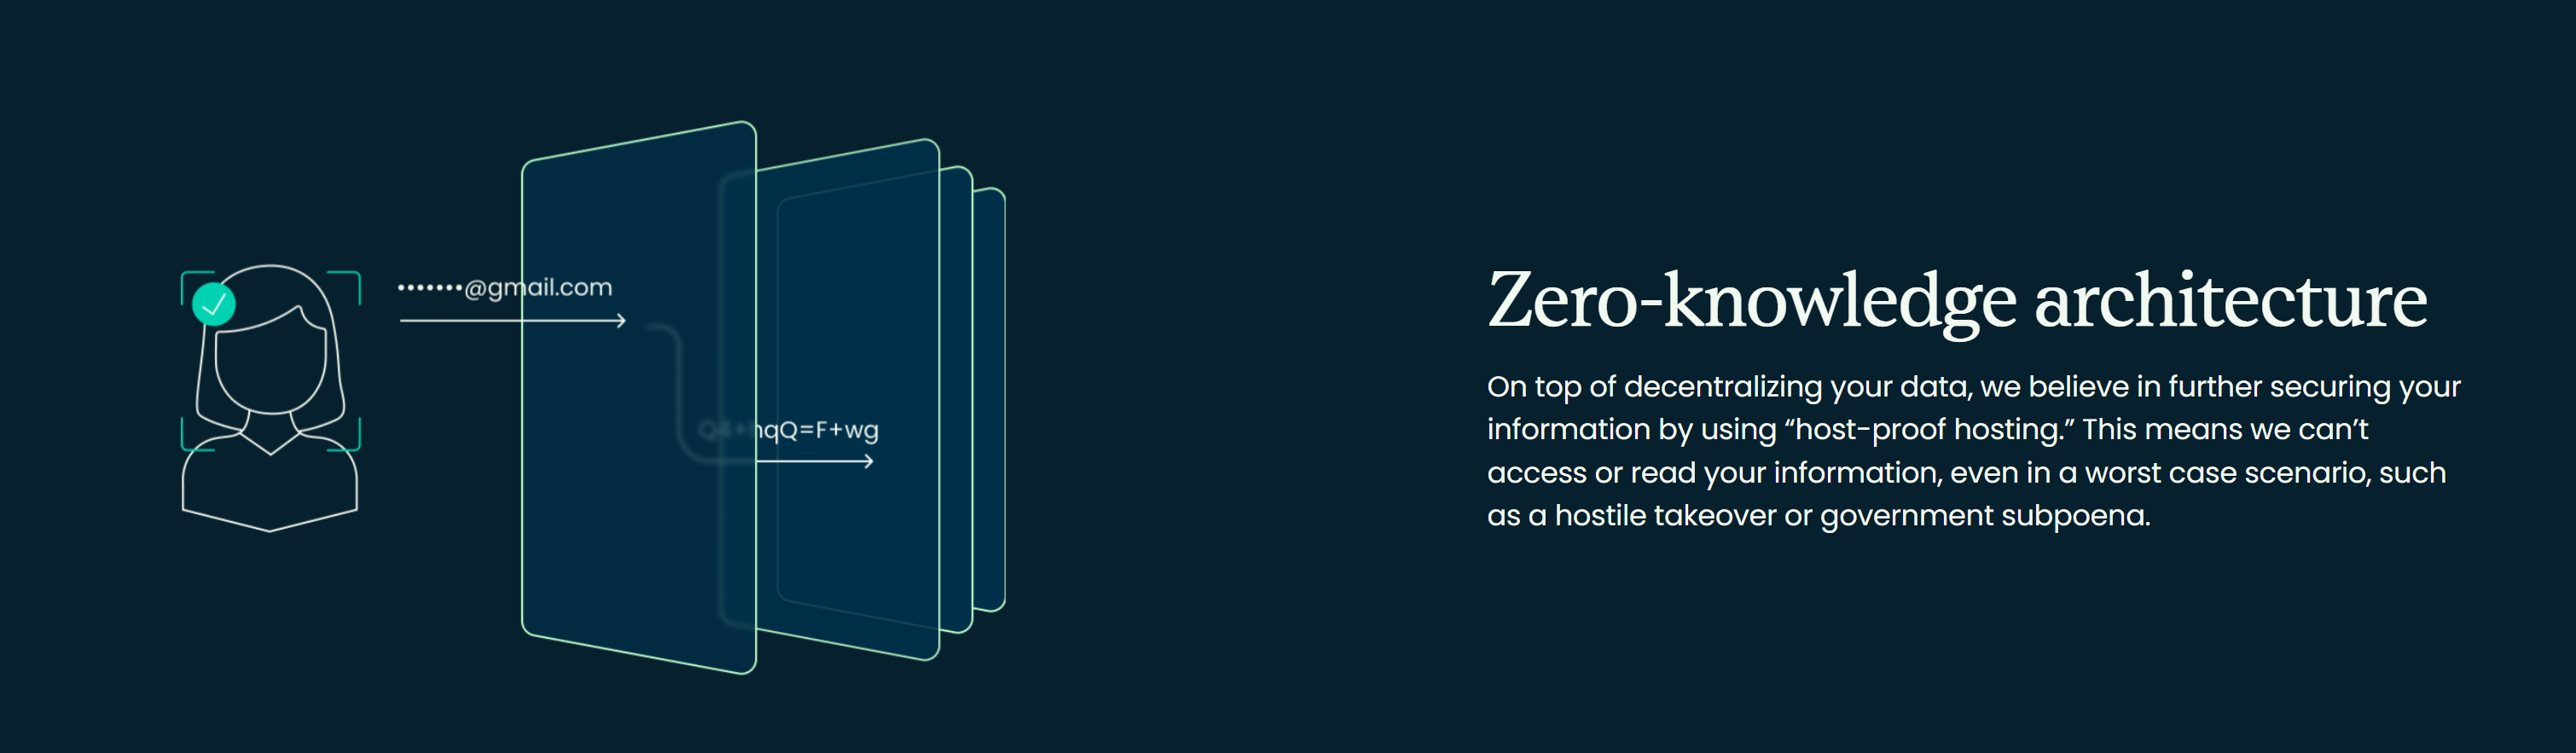 •••••••@gmail.com
hqQ=F+wg
Zero-knowledge architecture
On top of decentralizing your data, we believe in further securing your
information by using “host-proof hosting.” This means we can’t
access or read your information, even in a worst case scenario, such
as a hostile takeover or government subpoena.